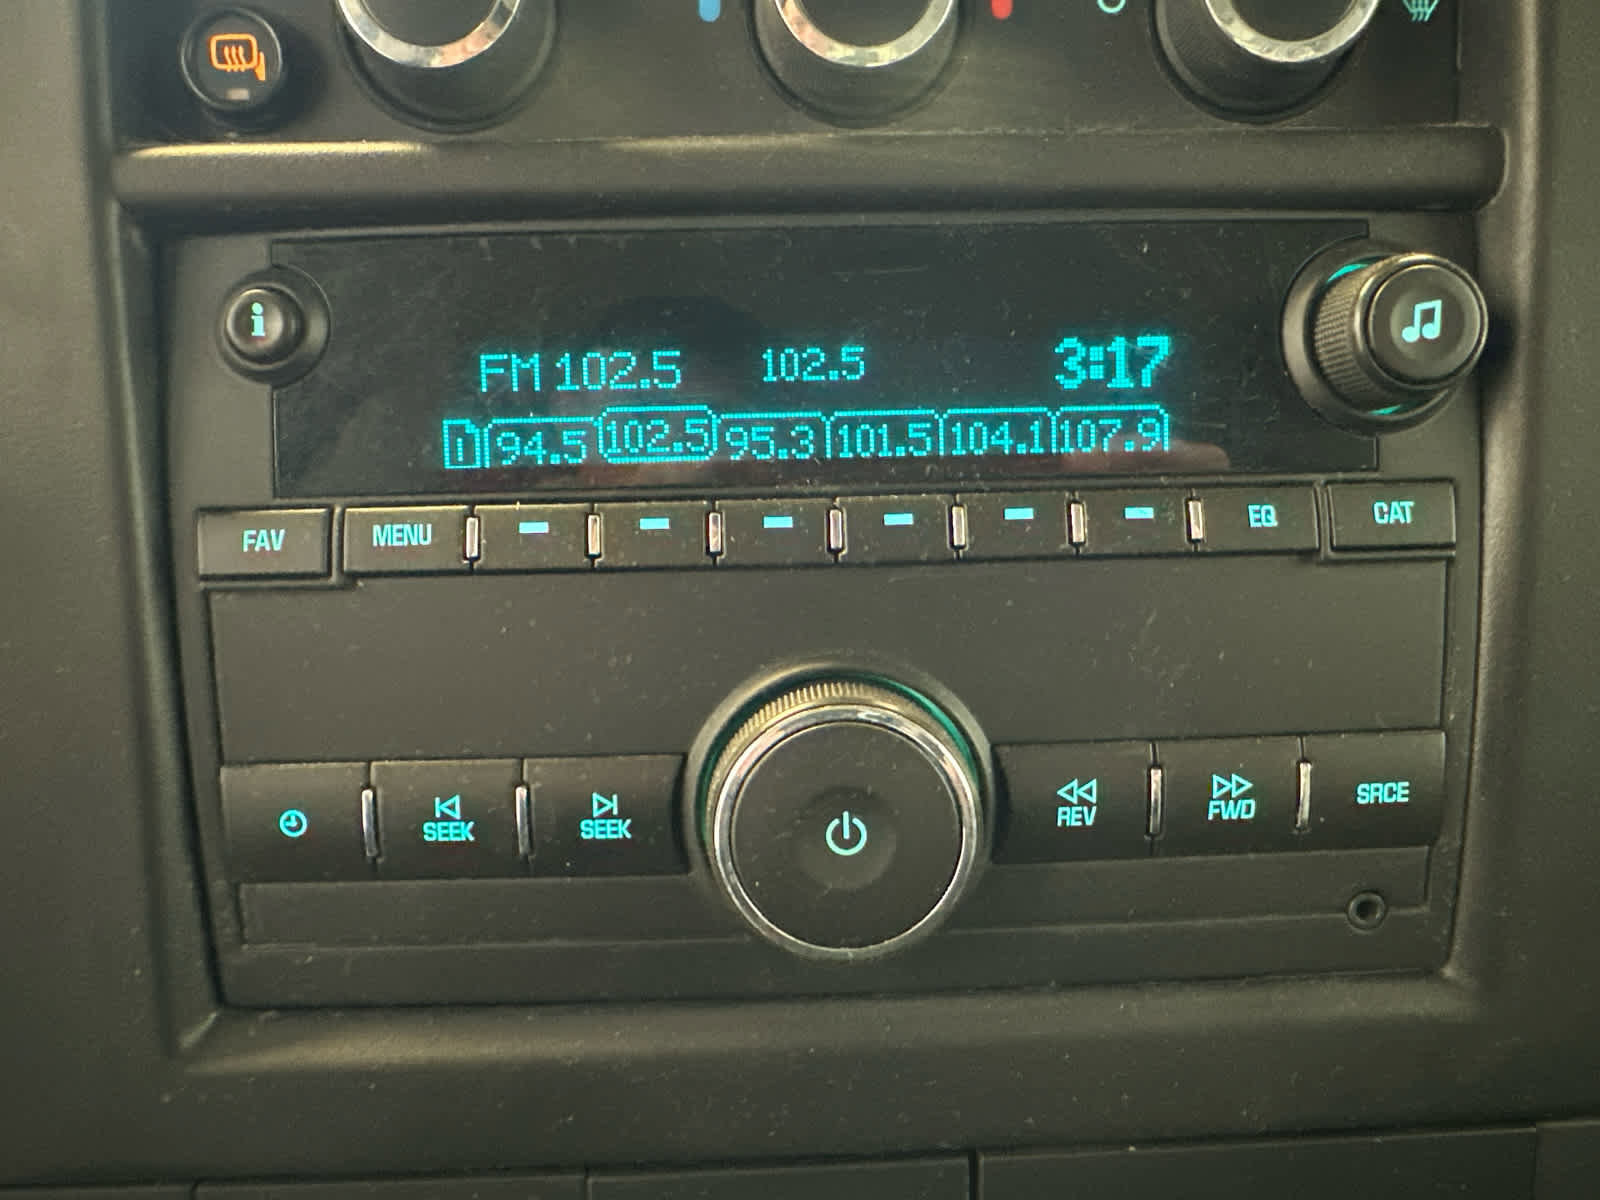 i
FM 102.5 102.5 3:17
1 94.5 102.5 95.3 101.5 104.1 107.9
FAV MENU EQ CAT
SEEK SEEK REV FWD SRCE